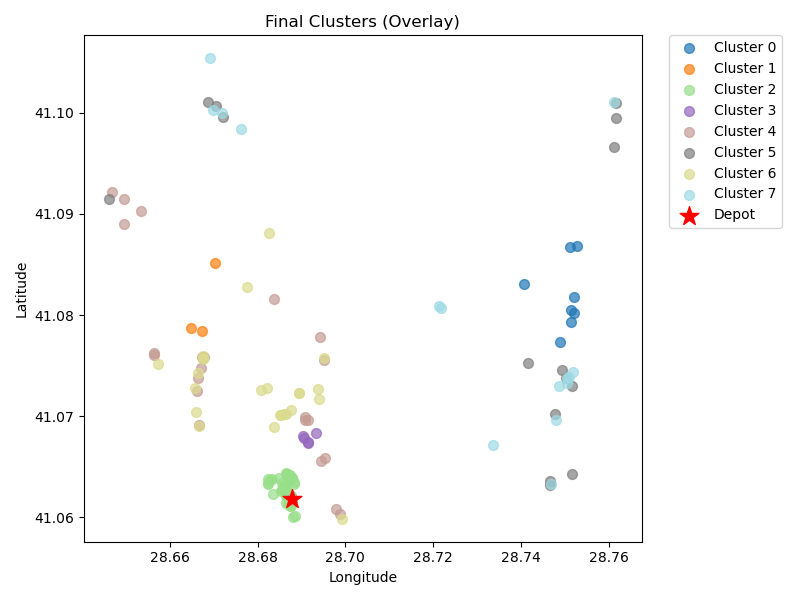 Final Clusters (Overlay)
Cluster 0
Cluster 1
Cluster 2
Cluster 3
Cluster 4
Cluster 5
Cluster 6
Cluster 7
Depot
41.10
41.09
41.08
41.07
41.06
Latitude
28.66 28.68 28.70 28.72 28.74 28.76
Longitude